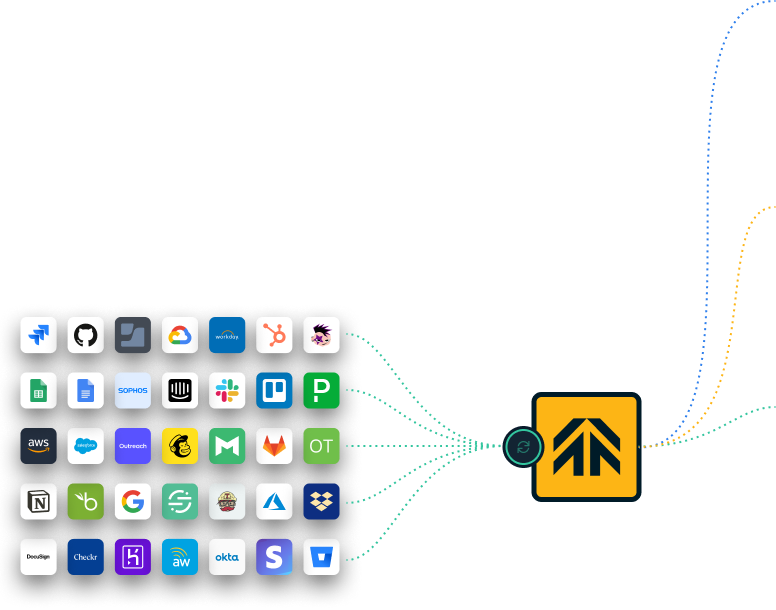 workday.
SOPHOS
P
aws
salesforce
Outreach
OT
N
DocuSign
Checkr
aw
okta
S